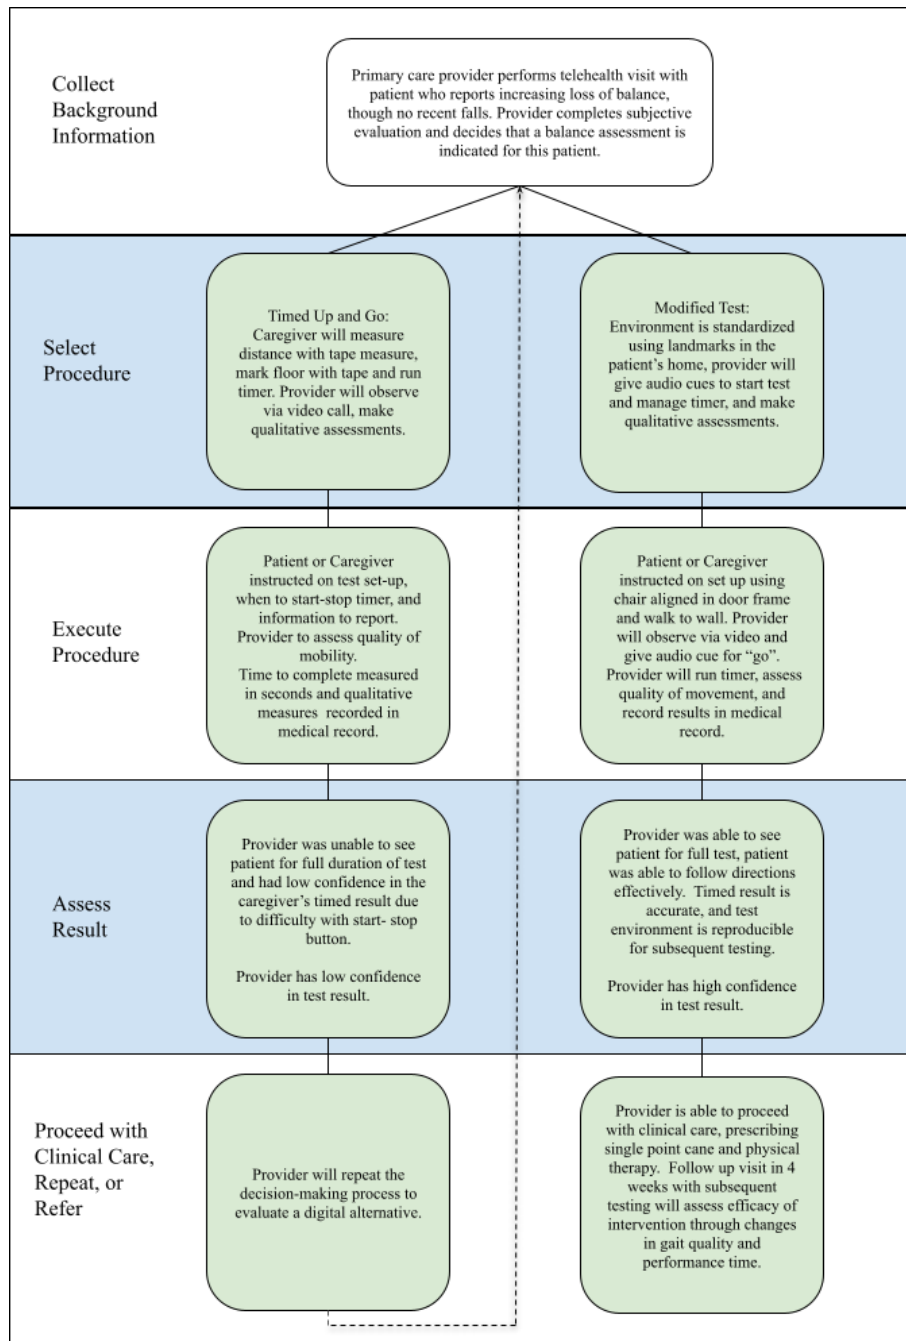 Collect
Background
Information
Primary care provider performs telehealth visit with
patient who reports increasing loss of balance,
though no recent falls. Provider completes subjective
evaluation and decides that a balance assessment is
indicated for this patient.
Select
Procedure
Timed Up and Go:
Caregiver will measure
distance with tape measure,
mark floor with tape and run
timer. Provider will observe
via video call, make
qualitative assessments.
Modified Test:
Environment is standardized
using landmarks in the
patient's home, provider will
give audio cues to start test
and manage timer, and make
qualitative assessments.
Execute
Procedure
Patient or Caregiver
instructed on test set-up,
when to start-stop timer, and
information to report.
Provider to assess quality of
mobility.
Time to complete measured
in seconds and qualitative
measures recorded in
medical record.
Patient or Caregiver
instructed on set up using
chair aligned in door frame
and walk to wall. Provider
will observe via video and
give audio cue for “go”.
Provider will run timer, assess
quality of movement, and
record results in medical
record.
Assess
Result
Provider was unable to see
patient for full duration of test
and had low confidence in the
caregiver's timed result due
to difficulty with start- stop
button.
Provider has low confidence
in test result.
Provider was able to see
patient for full test, patient
was able to follow directions
effectively. Timed result is
accurate, and test
environment is reproducible
for subsequent testing.
Provider has high confidence
in test result.
Proceed with
Clinical Care,
Repeat, or
Refer
Provider will repeat the
decision-making process to
evaluate a digital alternative.
Provider is able to proceed
with clinical care, prescribing
single point cane and physical
therapy. Follow up visit in 4
weeks with subsequent
testing will assess efficacy of
intervention through changes
in gait quality and
performance time.